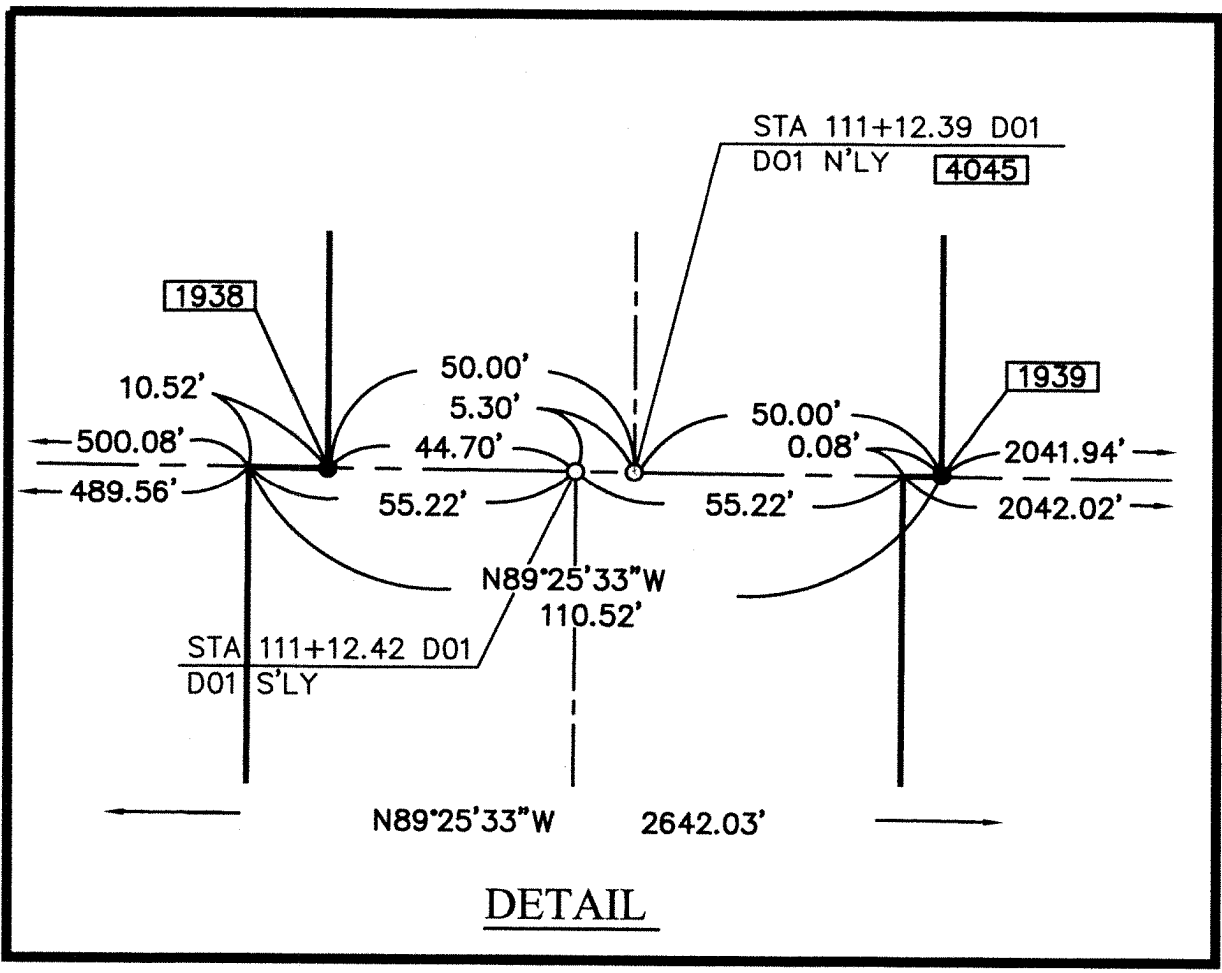 STA 111+12.39 D01
D01 N'LY
4045
1938
1939
10.52'
50.00'
5.30'
50.00'
500.08'
44.70'
0.08'
2041.94'
489.56'
55.22'
55.22'
2042.02'
N89°25'33"W
110.52'
STA 111+12.42 D01
D01 S'LY
N89°25'33"W 2642.03'
DETAIL